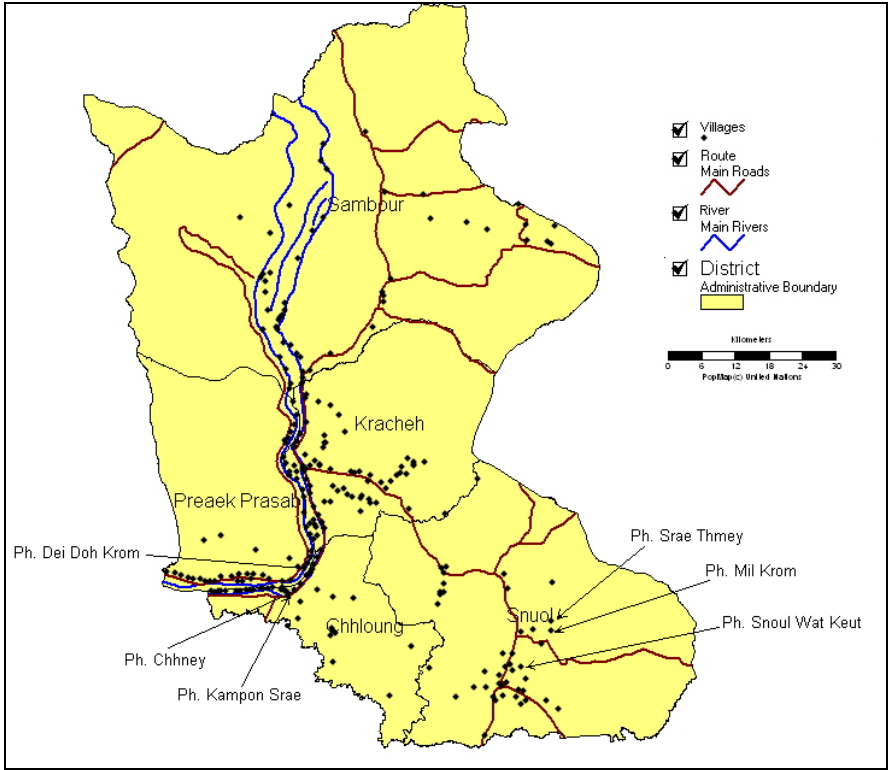 Villages
Route
Main Roads
Sambour
River
Main Rivers
District
Administrative Boundary
Kilometers
0 6 12 18 24 30
PopMap(c) United Nations
Kracheh
Preaek Prasab
Ph. Srae Thmey
Ph. Dei Doh Krom
Ph. Mil Krom
Snuol
Chhloung
Ph. Snoul Wat Keut
Ph. Chhney
Ph. Kampon Srae